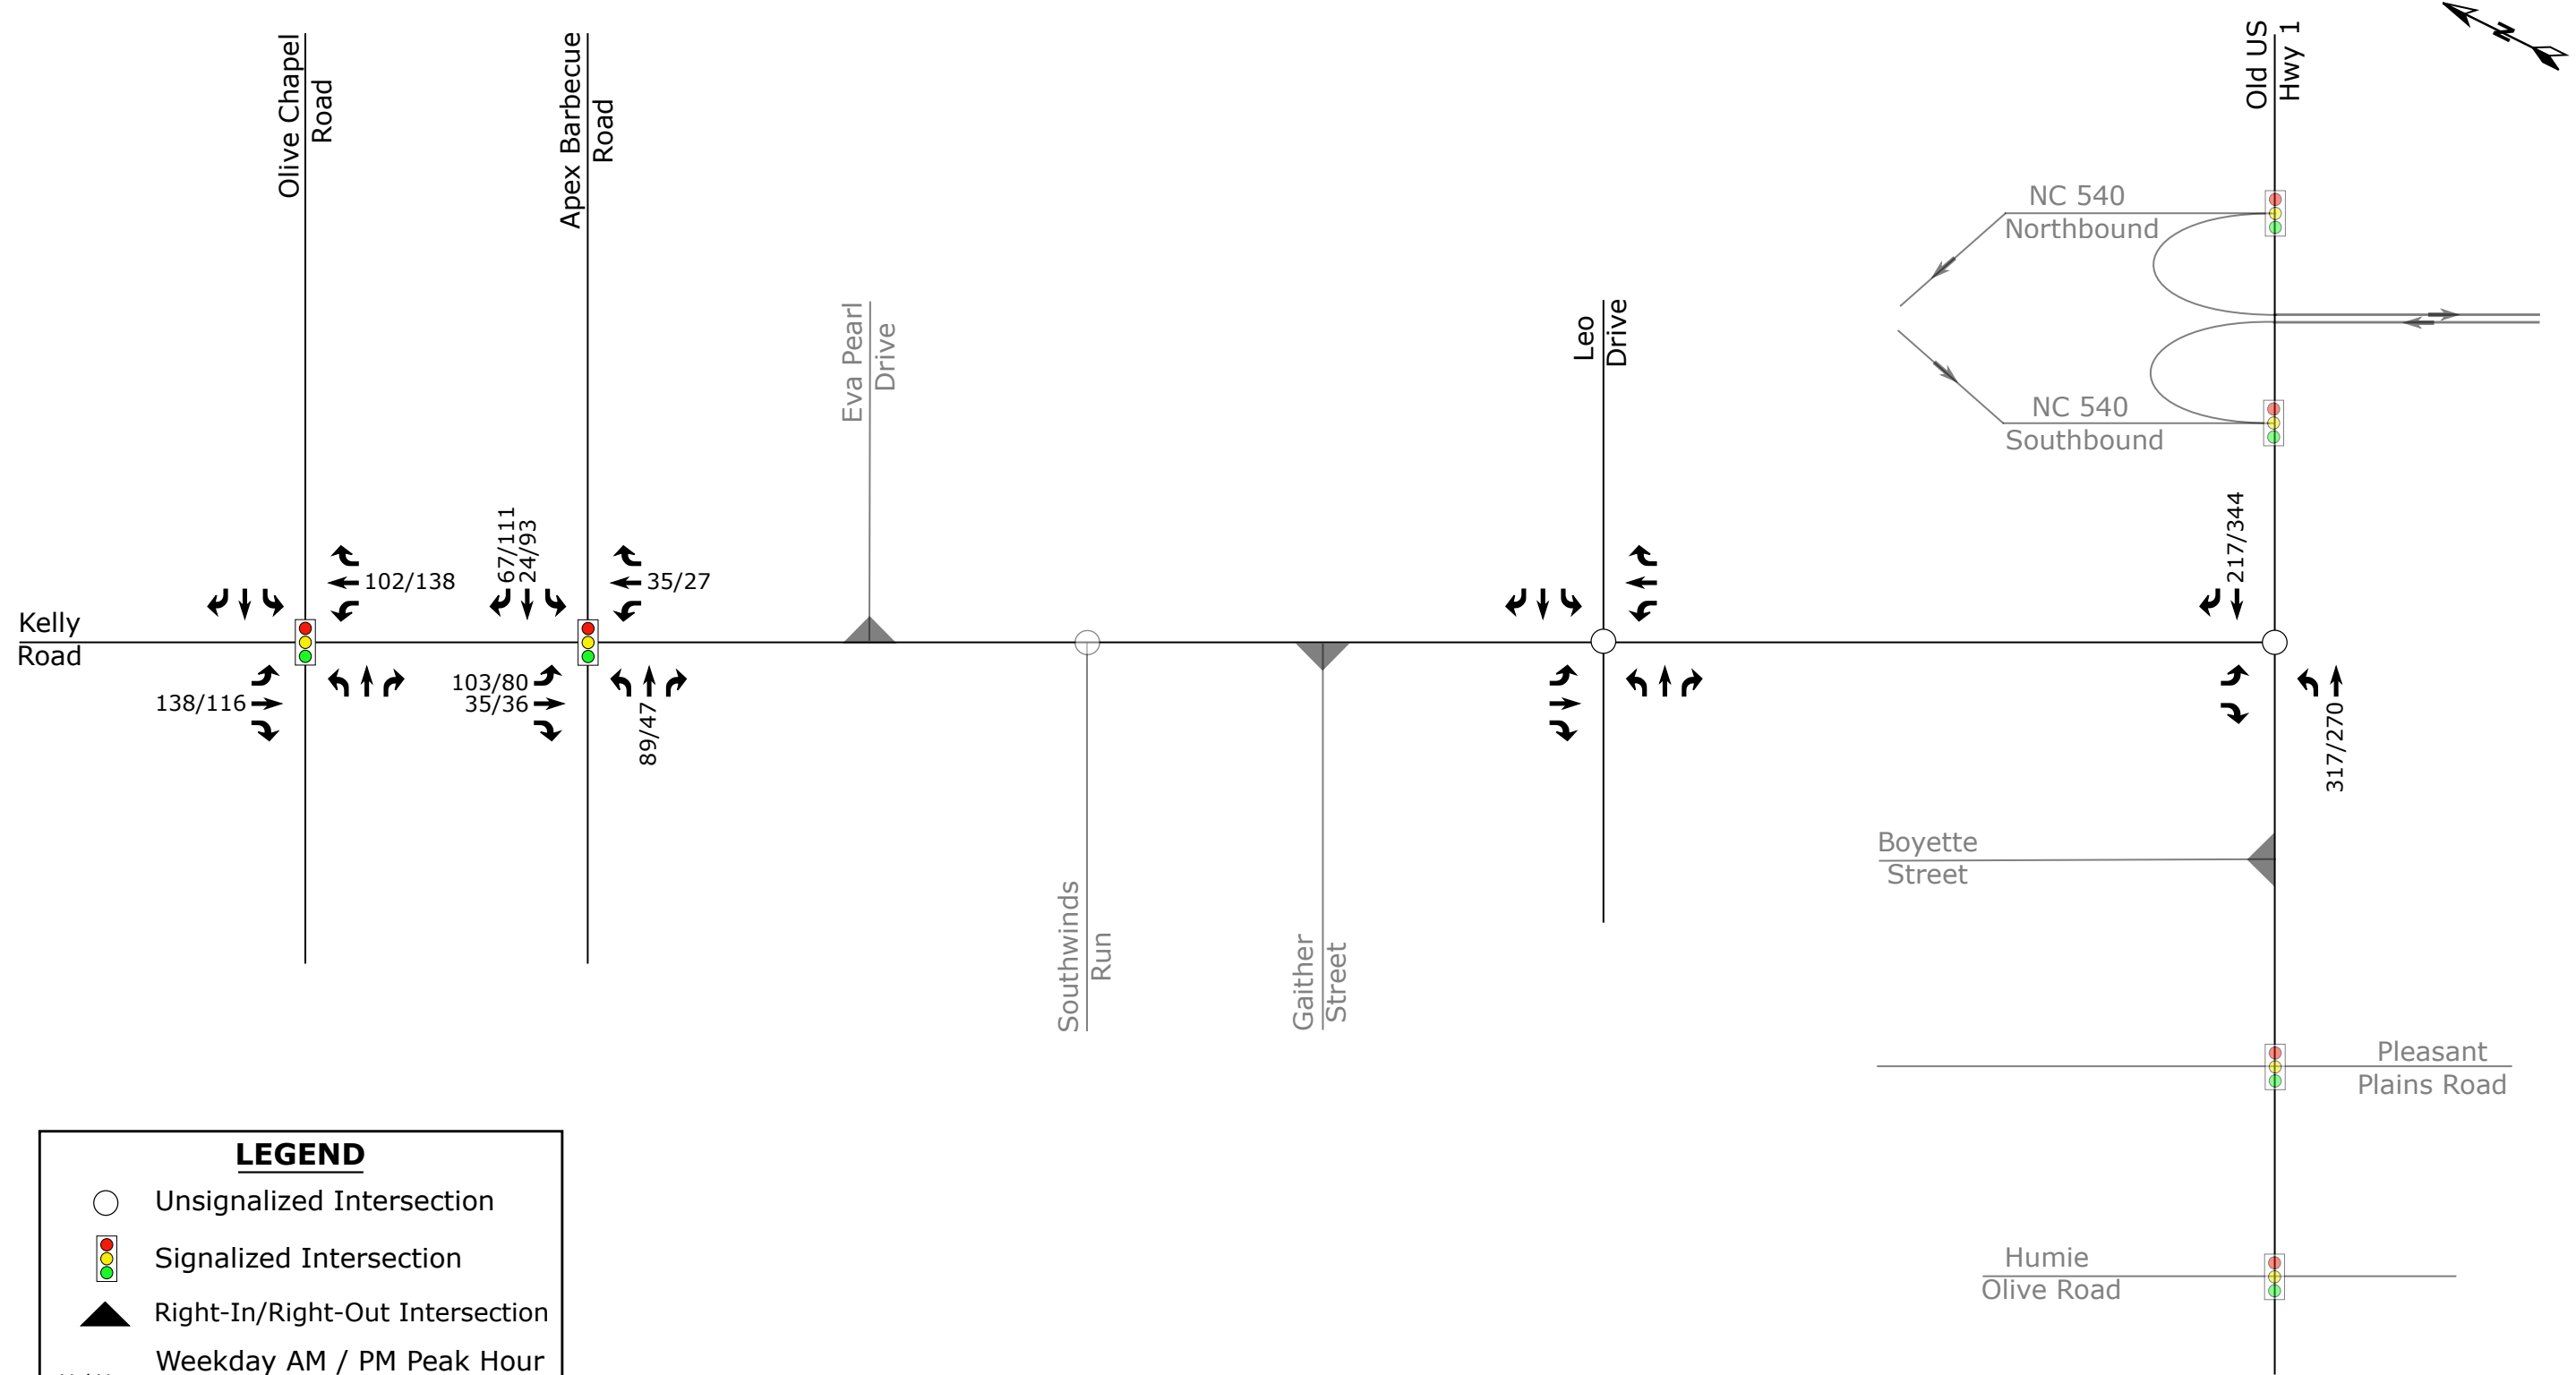 Olive Chapel
Road
Apex Barbecue
Road
Old US
Hwy 1
N
NC 540
Northbound
Eva Pearl
Drive
Leo
Drive
NC 540
Southbound
67/111
24/93
217/344
102/138
35/27
Kelly
Road
138/116
103/80
35/36
89/47
317/270
Boyette
Street
Southwinds
Run
Gaither
Street
Pleasant
Plains Road
Humie
Olive Road
LEGEND
Unsignalized Intersection
Signalized Intersection
Right-In/Right-Out Intersection
Weekday AM / PM Peak Hour